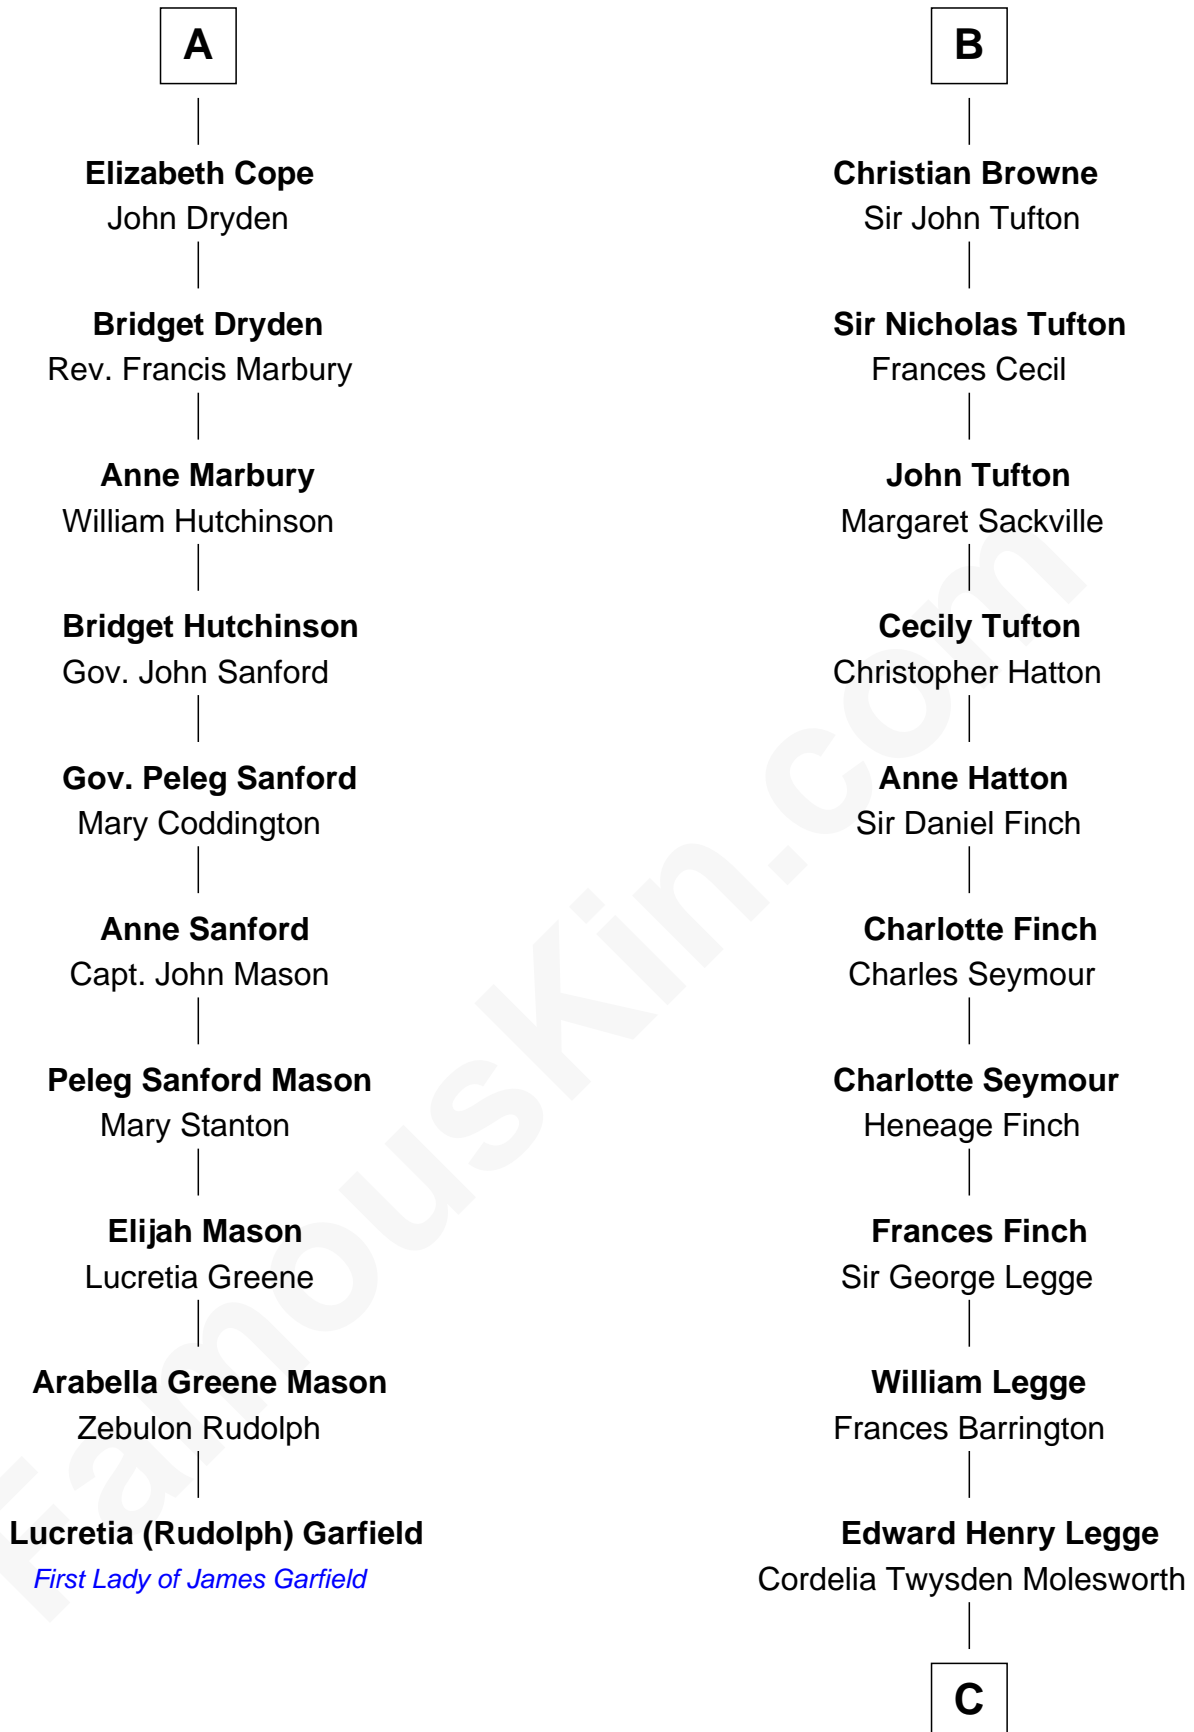 A
Elizabeth Cope
John Dryden
Bridget Dryden
Rev. Francis Marbury
Anne Marbury
William Hutchinson
Bridget Hutchinson
Gov. John Sanford
Gov. Peleg Sanford
Mary Coddington
Anne Sanford
Capt. John Mason
Peleg Sanford Mason
Mary Stanton
Elijah Mason
Lucretia Greene
Arabella Greene Mason
Zebulon Rudolph
Lucretia (Rudolph) Garfield
First Lady of James Garfield
B
Christian Browne
Sir John Tufton
Sir Nicholas Tufton
Frances Cecil
John Tufton
Margaret Sackville
Cecily Tufton
Christopher Hatton
Anne Hatton
Sir Daniel Finch
Charlotte Finch
Charles Seymour
Charlotte Seymour
Heneage Finch
Frances Finch
Sir George Legge
William Legge
Frances Barrington
Edward Henry Legge
Cordelia Twysden Molesworth
C
FamousKin.com